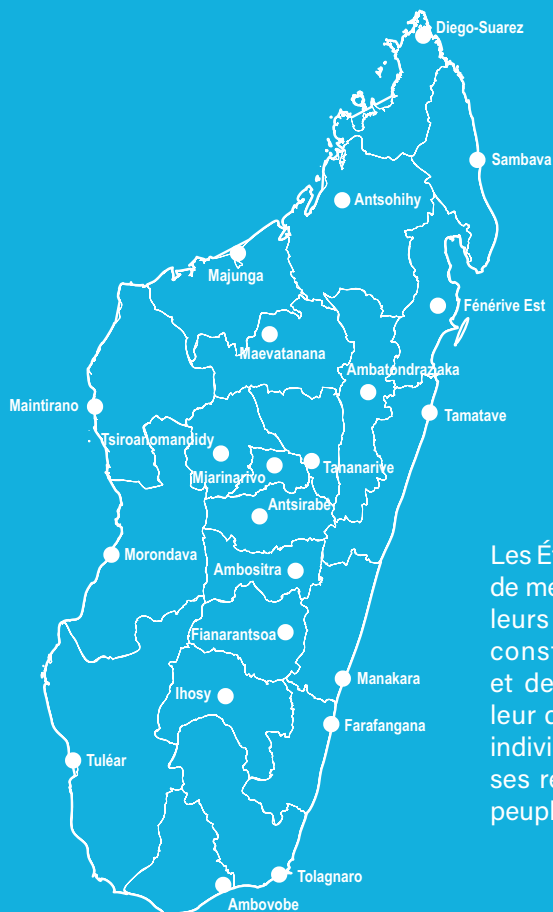 Diego-Suarez
Sambava
Antsohihy
Majunga
Fénérive Est
Maevatanana
Ambatondrazaka
Maintirano
Tamatave
Tsiroanomandidy
Miarinarivo
Tananarive
Antsirabe
Morondava
Ambositra
Fianarantsoa
Manakara
Ihosy
Farafangana
Tuléar
Tolagnaro
Ambovobe
Les É
de me
leurs
const
et de
leur c
indivi
ses re
peupl